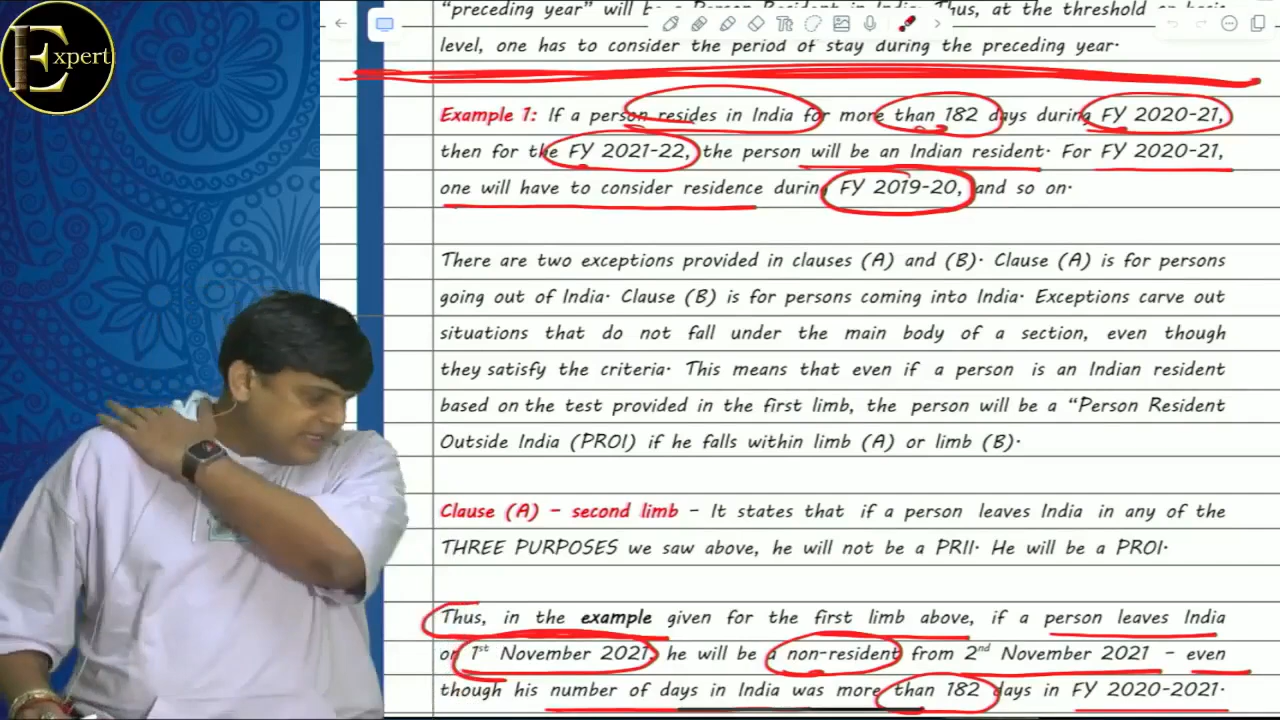 Expert
"preceding year" will be a Person Resident in India. Thus, at the threshold or basic
level, one has to consider the period of stay during the preceding year.
Example 1: If a person resides in India for more than 182 days during FY 2020-21,
then for the FY 2021-22, the person will be an Indian resident. For FY 2020-21,
one will have to consider residence during FY 2019-20, and so on.
There are two exceptions provided in clauses (A) and (B). Clause (A) is for persons
going out of India. Clause (B) is for persons coming into India. Exceptions carve out
situations that do not fall under the main body of a section, even though
they satisfy the criteria. This means that even if a person is an Indian resident
based on the test provided in the first limb, the person will be a "Person Resident
Outside India (PROI) if he falls within limb (A) or limb (B).
Clause (A) – second limb – It states that if a person leaves India in any of the
THREE PURPOSES we saw above, he will not be a PRII. He will be a PROI.
Thus, in the example given for the first limb above, if a person leaves India
on 1st November 2021, he will be a non-resident from 2nd November 2021 – even
though his number of days in India was more than 182 days in FY 2020-2021.